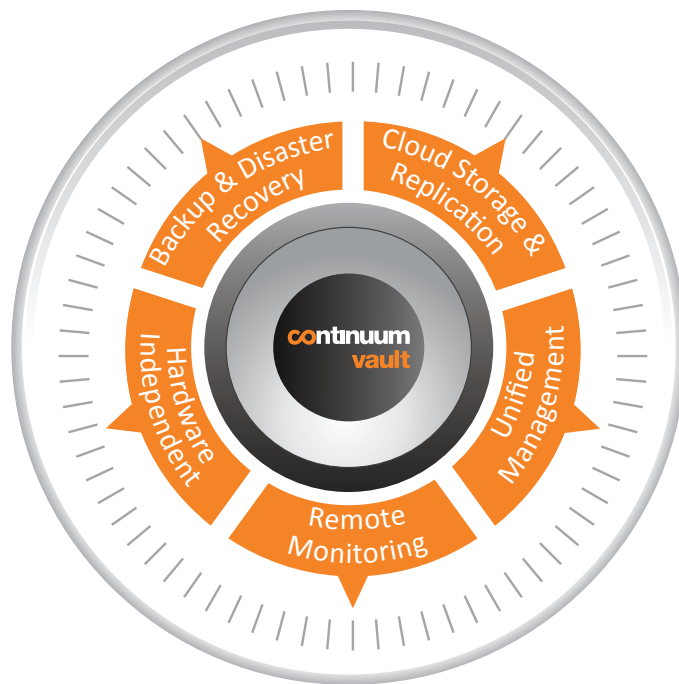 Backup & Disaster
Recovery
Cloud Storage &
Replication
Hardware
Independent
continuum
vault
Unified
Management
Remote
Monitoring